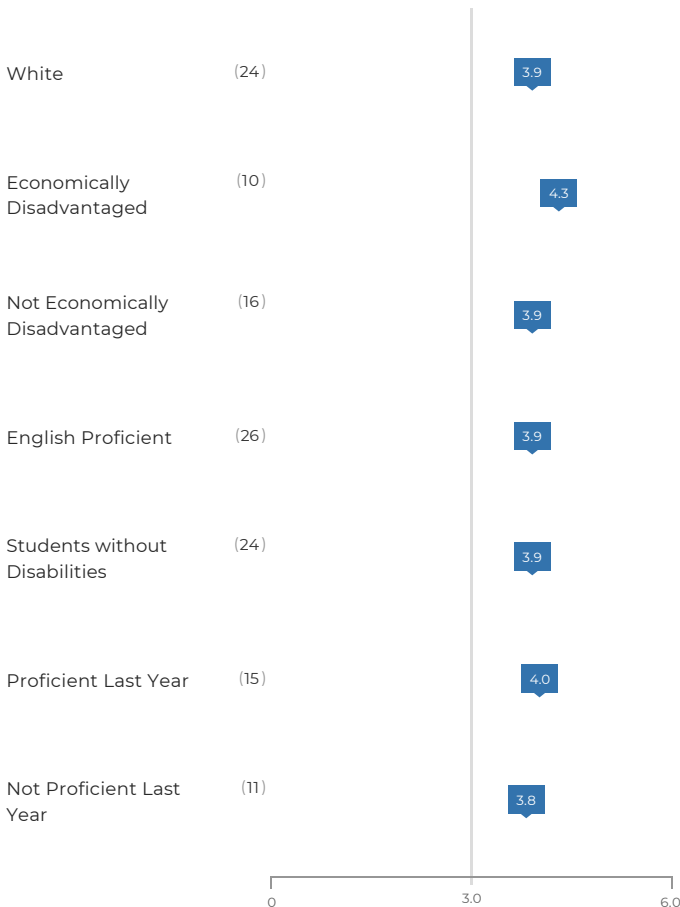 White (24) 3.9
Economically
Disadvantaged (10) 4.3
Not Economically
Disadvantaged (16) 3.9
English Proficient (26) 3.9
Students without
Disabilities (24) 3.9
Proficient Last Year (15) 4.0
Not Proficient Last
Year (11) 3.8
0 3.0 6.0